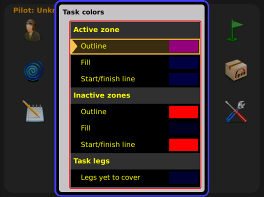 Pilot: Unk
Task colors
Active zone
Outline
Fill
Start/finish line
Inactive zones
Outline
Fill
Start/finish line
Task legs
Legs yet to cover